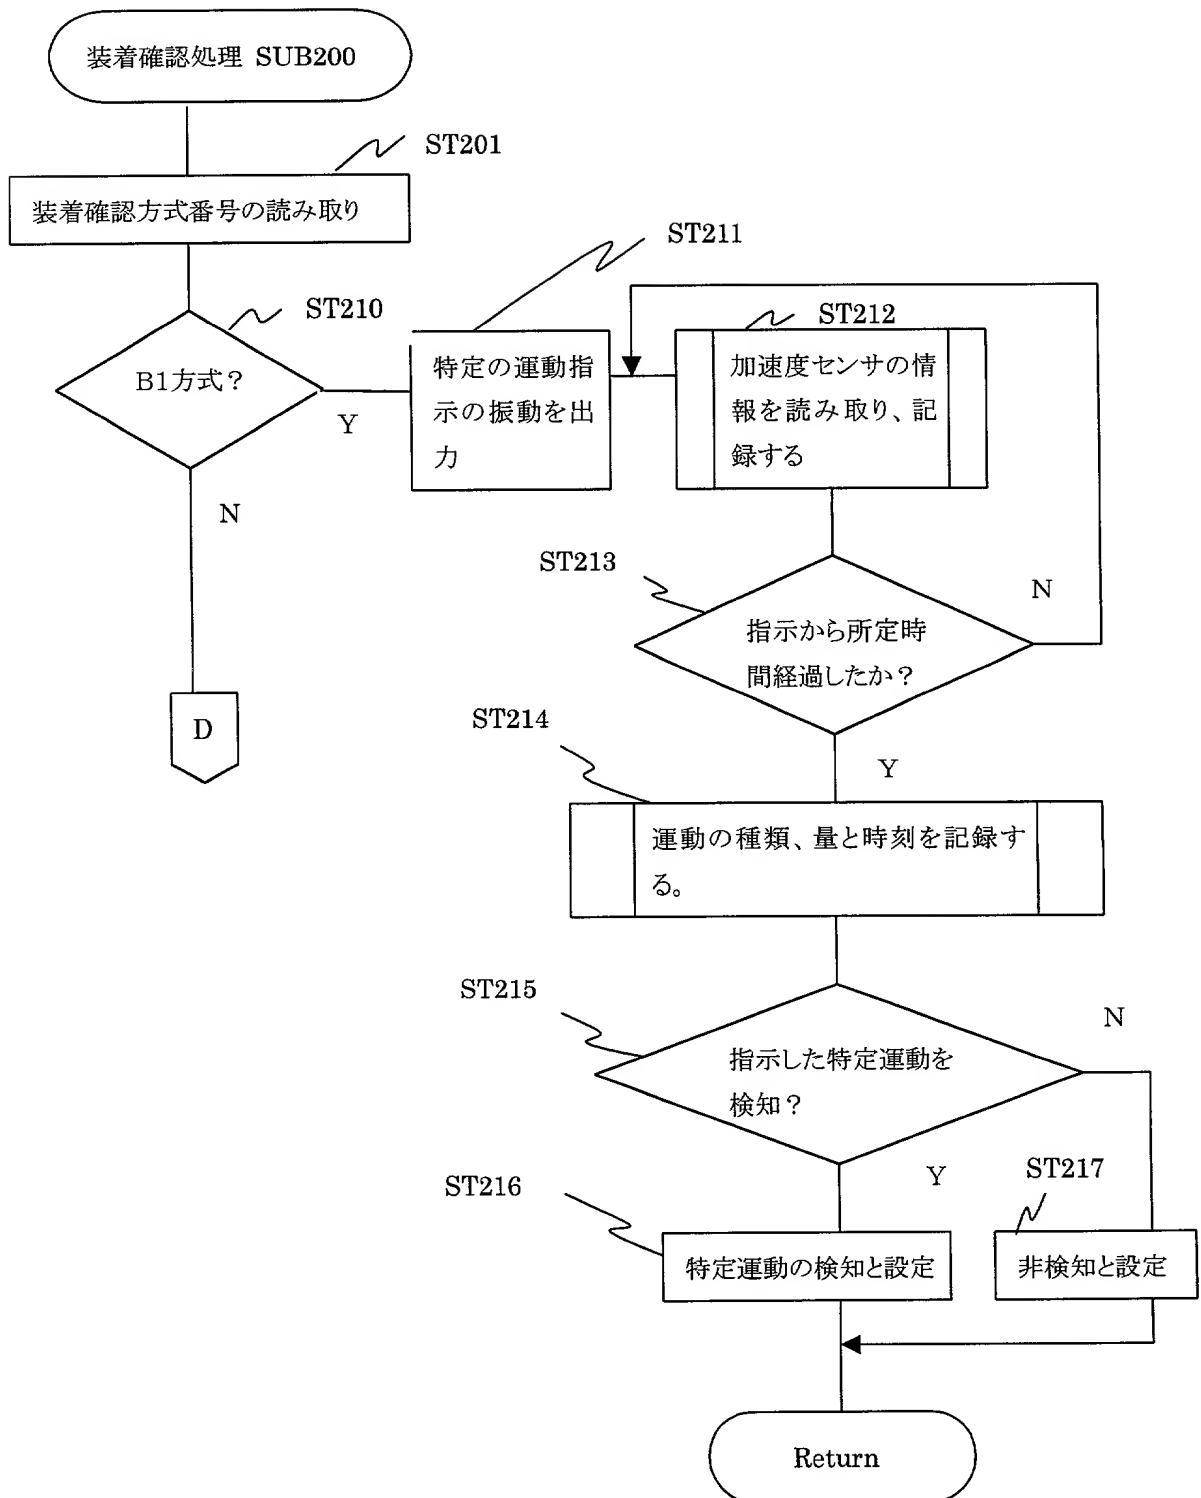 装着確認処理 SUB200
ST201
装着確認方式番号の読み取り
ST210
B1方式？
Y
N
D
ST211
特定の運動指
示の振動を出
力
ST212
加速度センサの情
報を読み取り、記
録する
ST213
指示から所定時
間経過したか？
N
Y
ST214
運動の種類、量と時刻を記録す
る。
ST215
指示した特定運動を
検知？
N
Y
ST216
特定運動の検知と設定
ST217
非検知と設定
Return